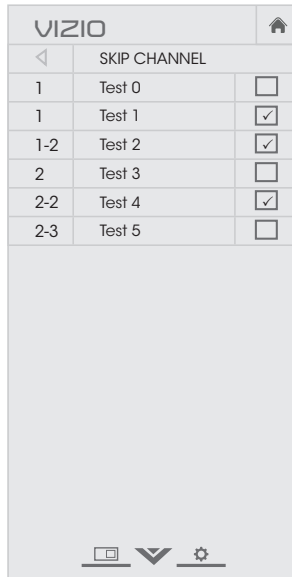 VIZIO
SKIP CHANNEL
1 Test 0
1 Test 1
1-2 Test 2
2 Test 3
2-2 Test 4
2-3 Test 5